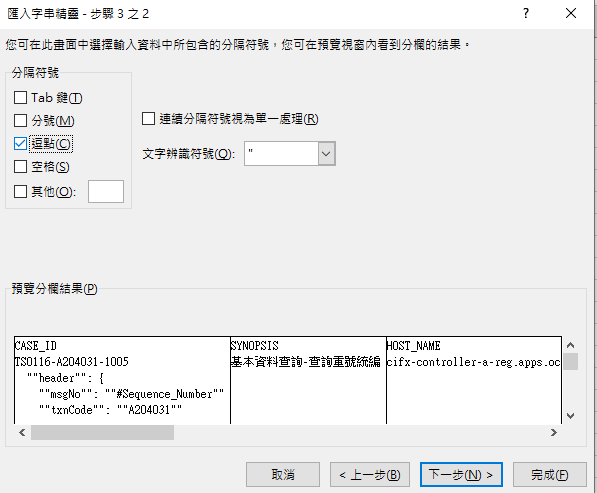 匯入字串精靈 - 步驟 3 之 2
?
您可在此畫面中選擇輸入資料中所包含的分隔符號，您可在預覽視窗內看到分欄的結果。
分隔符號
Tab 鍵(T)
分號(M)
逗點(C)
空格(S)
其他(O):
連續分隔符號視為單一處理(R)
文字辨識符號(Q): "
預覽分欄結果(P)
CASE_ID SYNOPSIS HOST_NAME
TS0116-A204031-1005 基本資料查詢-查詢重號統編 cifx-controller-a-reg.apps.oc
""header"": {
""msgNo"": ""#Sequence_Number""
""txnCode"": ""A204031""
取消 < 上一步(B) 下一步(N) > 完成(F)